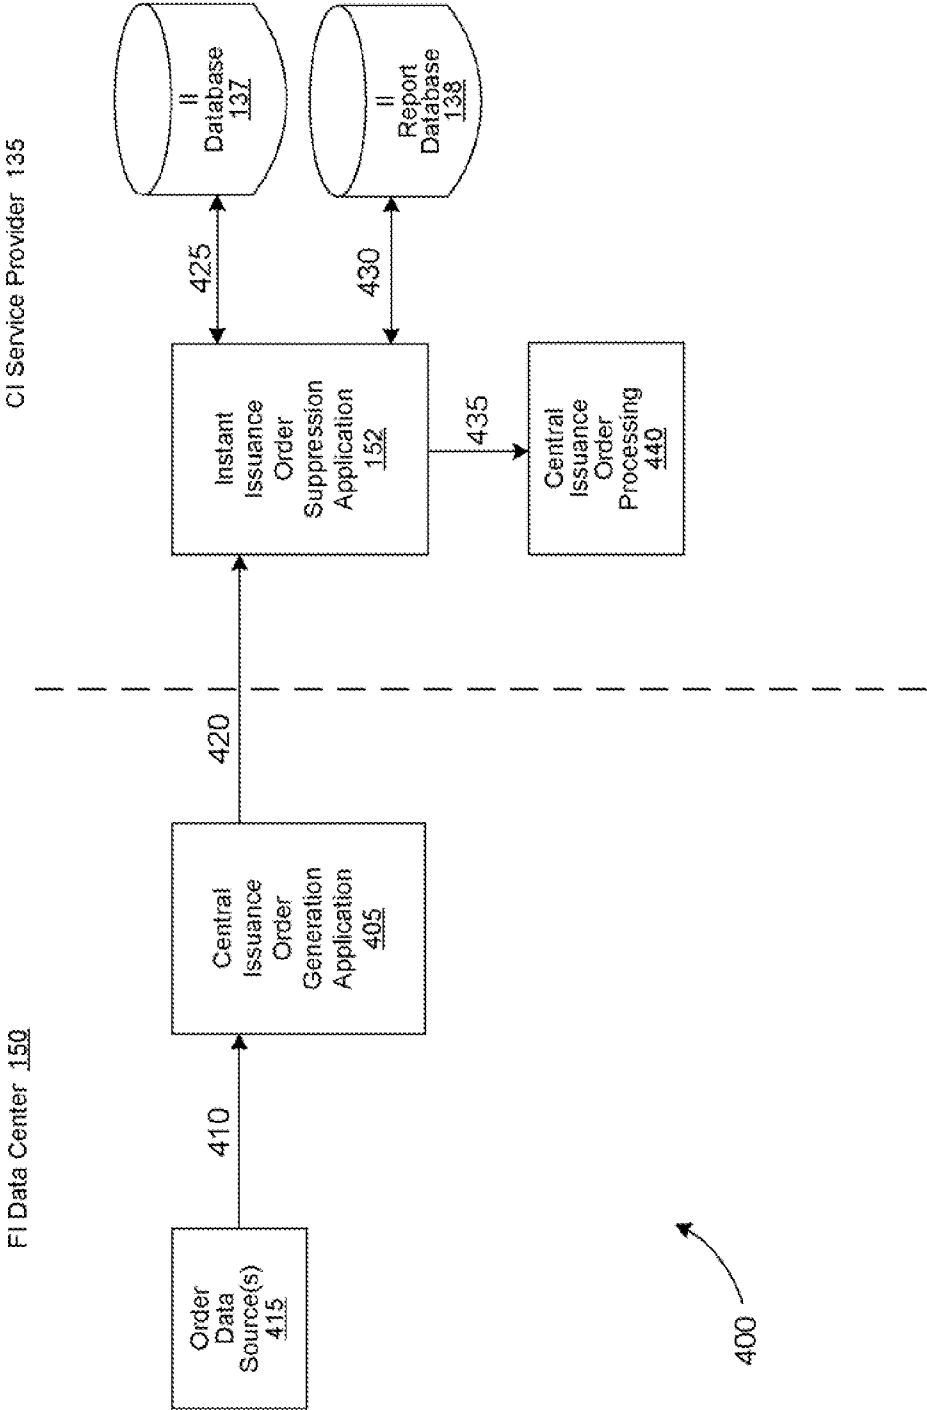 FI Data Center 150
CI Service Provider 135
Order
Data
Source(s)
415
410
Central
Issuance
Order
Generation
Application
405
420
Instant
Issuance
Order
Suppression
Application
152
425
II
Database
137
430
II
Report
Database
138
435
Central
Issuance
Order
Processing
440
400